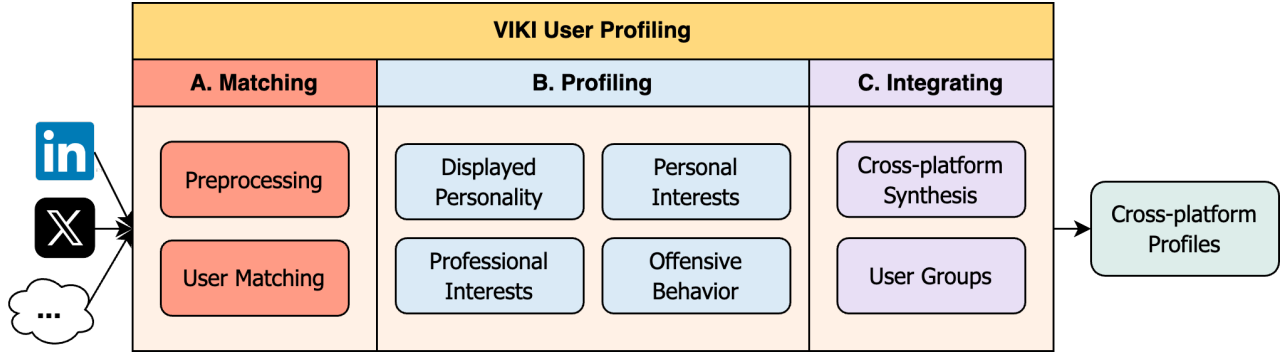 VIKI User Profiling
A. Matching
B. Profiling
C. Integrating
in
X
...
Preprocessing
User Matching
Displayed
Personality
Personal
Interests
Professional
Interests
Offensive
Behavior
Cross-platform
Synthesis
User Groups
Cross-platform
Profiles